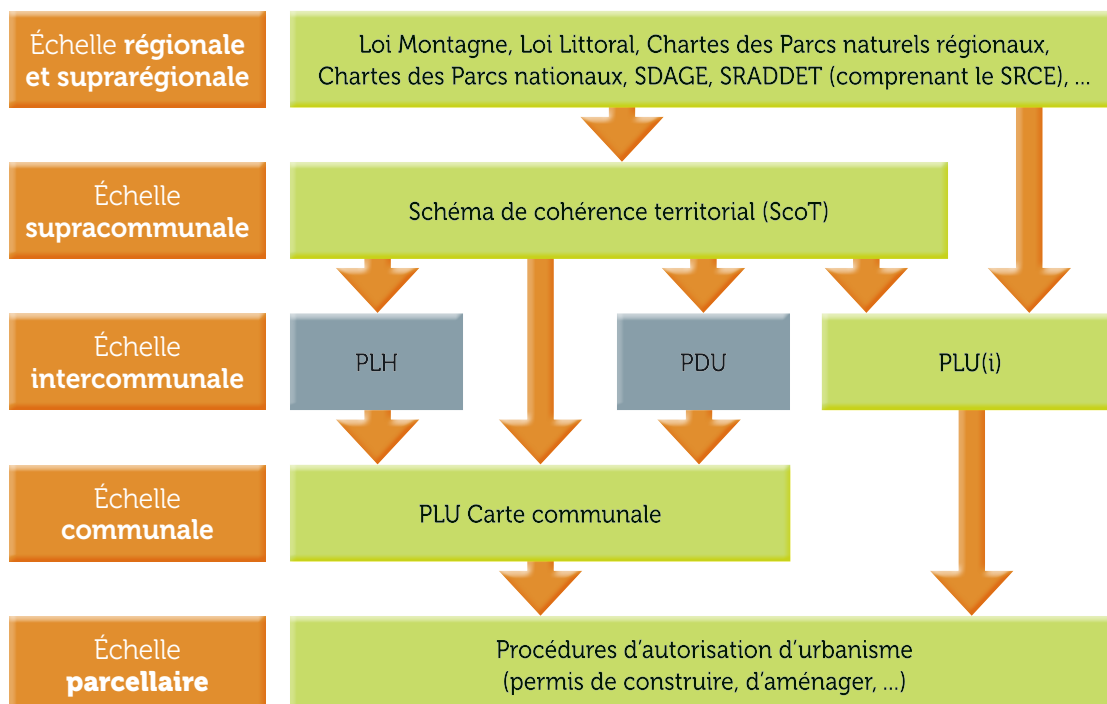 Échelle régionale
et suprarégionale
Loi Montagne, Loi Littoral, Chartes des Parcs naturels régionaux,
Chartes des Parcs nationaux, SDAGE, SRADDET (comprenant le SRCE), ...
Échelle
supracommunale
Schéma de cohérence territorial (ScoT)
Échelle
intercommunale
PLH
PDU
PLU(i)
Échelle
communale
PLU Carte communale
Échelle
parcellaire
Procédures d'autorisation d'urbanisme
(permis de construire, d'aménager, ...)